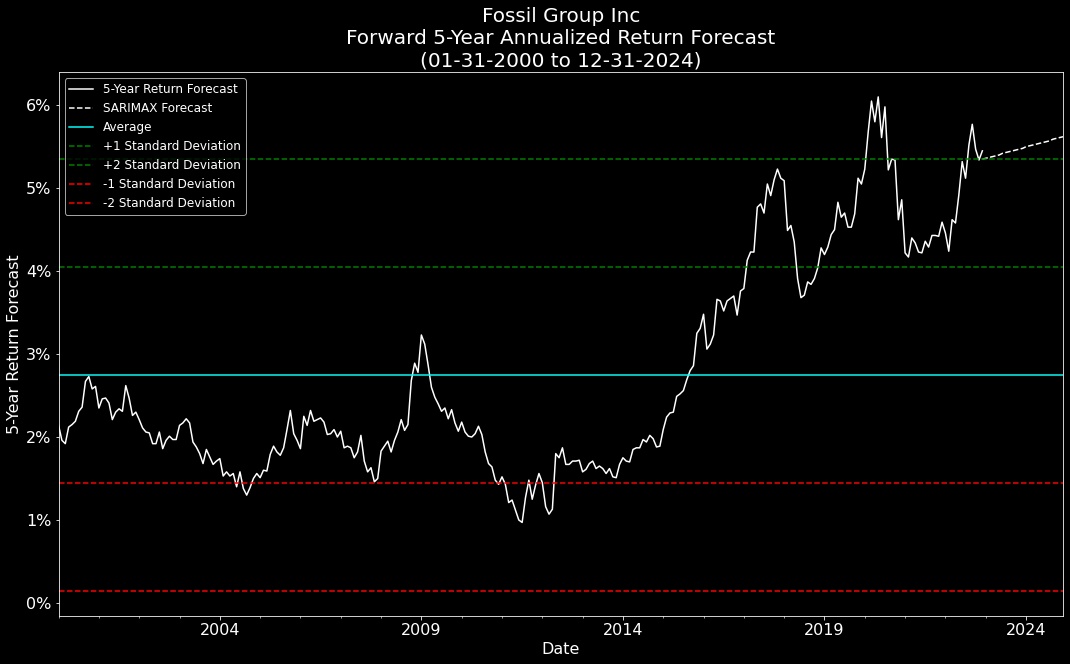 Fossil Group Inc
Forward 5-Year Annualized Return Forecast
(01-31-2000 to 12-31-2024)
5-Year Return Forecast
SARIMAX Forecast
Average
+1 Standard Deviation
+2 Standard Deviation
-1 Standard Deviation
-2 Standard Deviation
5-Year Return Forecast
6%
5%
4%
3%
2%
1%
0%
2004 2009 2014 2019 2024
Date